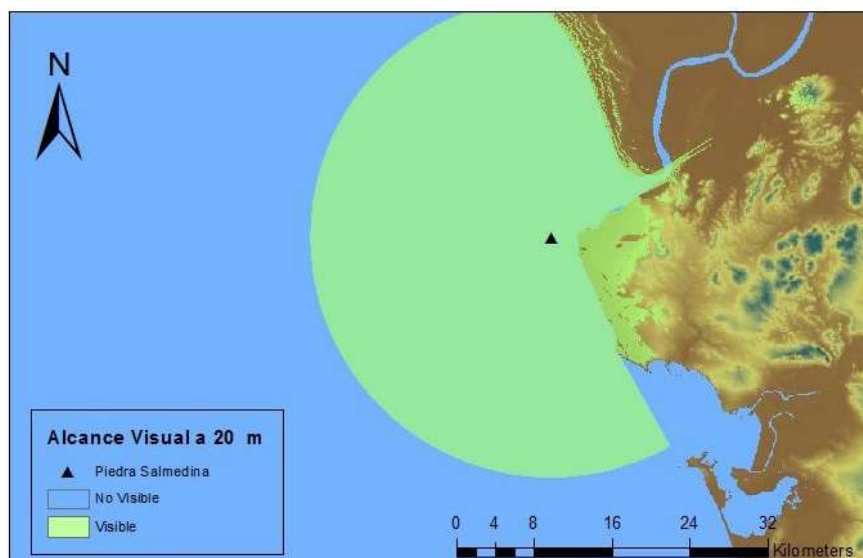 N
Alcance Visual a 20 m
Piedra Salmedina
No Visible
Visible
0 4 8 16 24 32
Kilometers